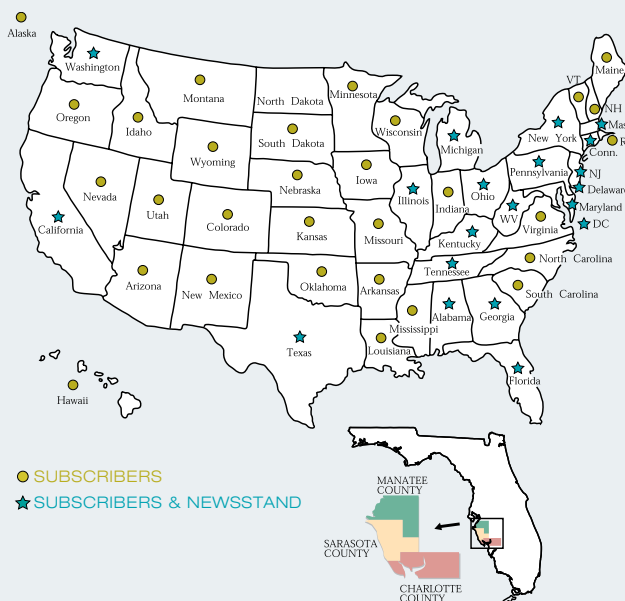 Alaska
Washington
Maine
Montana
Minnesota
VT
North Dakota
NH
Oregon
Idaho
Wisconsin
Mas
South Dakota
New York
R
Michigan
Conn.
Wyoming
Pennsylvania
NJ
Iowa
Nebraska
Delaware
Nevada
Illinois
Indiana
Ohio
Maryland
Utah
WV
Colorado
DC
California
Kansas
Missouri
Virginia
Kentucky
North Carolina
Tennessee
Arizona
Oklahoma
Arkansas
New Mexico
South Carolina
Alabama
Georgia
Mississippi
Texas
Louisiana
Florida
Hawaii
SUBSCRIBERS
SUBSCRIBERS & NEWSSTAND
MANATEE
COUNTY
SARASOTA
COUNTY
CHARLOTTE
COUNTY